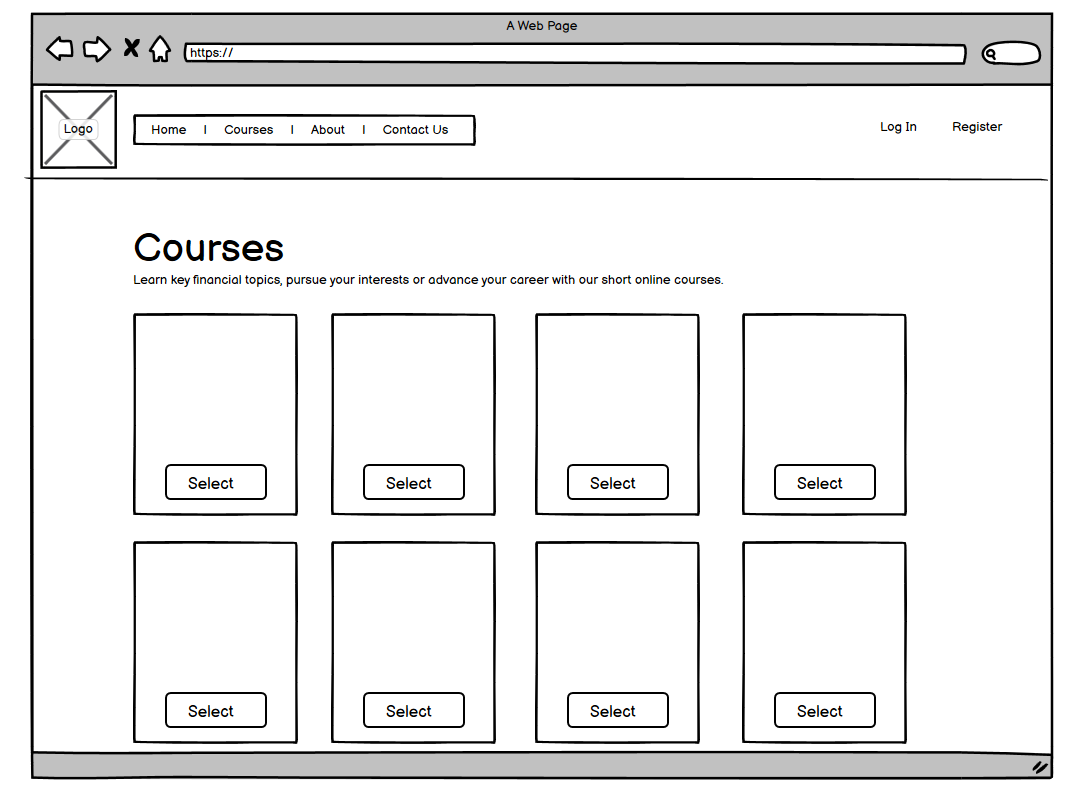 A Web Page
https://
Logo
Home | Courses | About | Contact Us
Log In Register
Courses
Learn key financial topics, pursue your interests or advance your career with our short online courses.
Select Select Select Select
Select Select Select Select